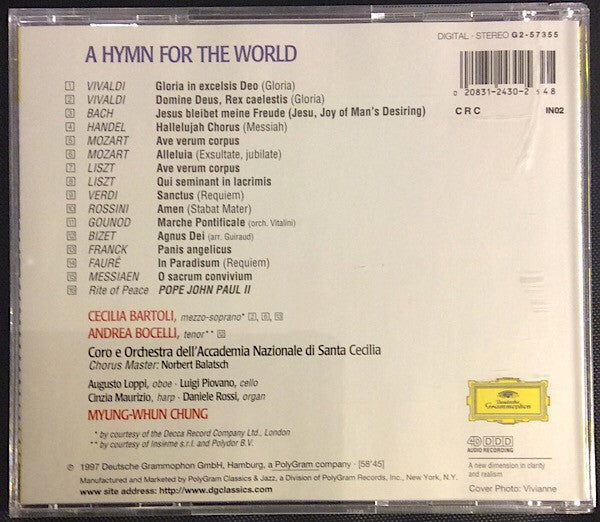 A HYMN FOR THE WORLD
DIGITAL - STEREO G2-57355
0 20831-2430-2 5 48
C R C IN02
1 VIVALDI Gloria in excelsis Deo (Gloria)
2 VIVALDI Domine Deus, Rex caelestis (Gloria)
3 BACH Jesus bleibet meine Freude (Jesu, Joy of Man's Desiring)
4 HANDEL Hallelujah Chorus (Messiah)
5 MOZART Ave verum corpus
6 MOZART Alleluia (Exsultate, jubilate)
7 LISZT Ave verum corpus
8 LISZT Qui seminant in lacrimis
9 VERDI Sanctus (Requiem)
10 ROSSINI Amen (Stabat Mater)
11 GOUNOD Marche Pontificale (orch. Vitalini)
12 BIZET Agnus Dei (arr. Guiraud)
13 FRANCK Panis angelicus
14 FAURÉ In Paradisum (Requiem)
15 MESSIAEN O sacrum convivium
16 Rite of Peace POPE JOHN PAUL II
CECILIA BARTOLI, mezzo-soprano* 2, 6, 13
ANDREA BOCELLI, tenor** 12
Coro e Orchestra dell'Accademia Nazionale di Santa Cecilia
Chorus Master: Norbert Balatsch
Augusto Loppi, oboe · Luigi Piovano, cello
Cinzia Maurizio, harp · Daniele Rossi, organ
MYUNG-WHUN CHUNG
* by courtesy of the Decca Record Company Ltd., London
** by courtesy of Insieme s.r.l. and Polydor B.V.
Deutsche
Grammophon
4D DDD
AUDIO RECORDING
A new dimension in clarity
and realism
℗ 1997 Deutsche Grammophon GmbH, Hamburg, a PolyGram company · [58'45]
Manufactured and Marketed by PolyGram Classics & Jazz, a Division of PolyGram Records, Inc., New York, N.Y.
www site address: http://www.dgclassics.com
Cover Photo: Vivianne